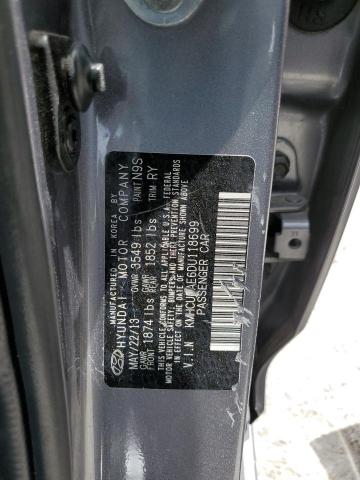 MANUFACTURED IN KOREA BY
HYUNDAI MOTOR COMPANY
MAY/22/13 GVWR 3549 lbs PAINT N9S
GAWR FRONT 1874 lbs GAWR REAR 1852 lbs TRIM RY
THIS VEHICLE CONFORMS TO ALL APPLICABLE U.S.A. FEDERAL
MOTOR VEHICLE SAFETY, BUMPER, AND THEFT PREVENTION STANDARDS
IN EFFECT ON THE DATE OF MANUFACTURE SHOWN ABOVE.
V.I.N AE6DU118699
PASSENGER CAR